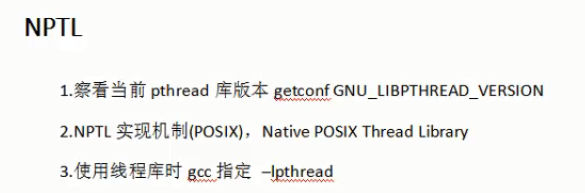 NPTL
1.察看当前 pthread 库版本 getconf GNU_LIBPTHREAD_VERSION
2.NPTL 实现机制(POSIX)，Native POSIX Thread Library
3.使用线程库时 gcc 指定 –lpthread